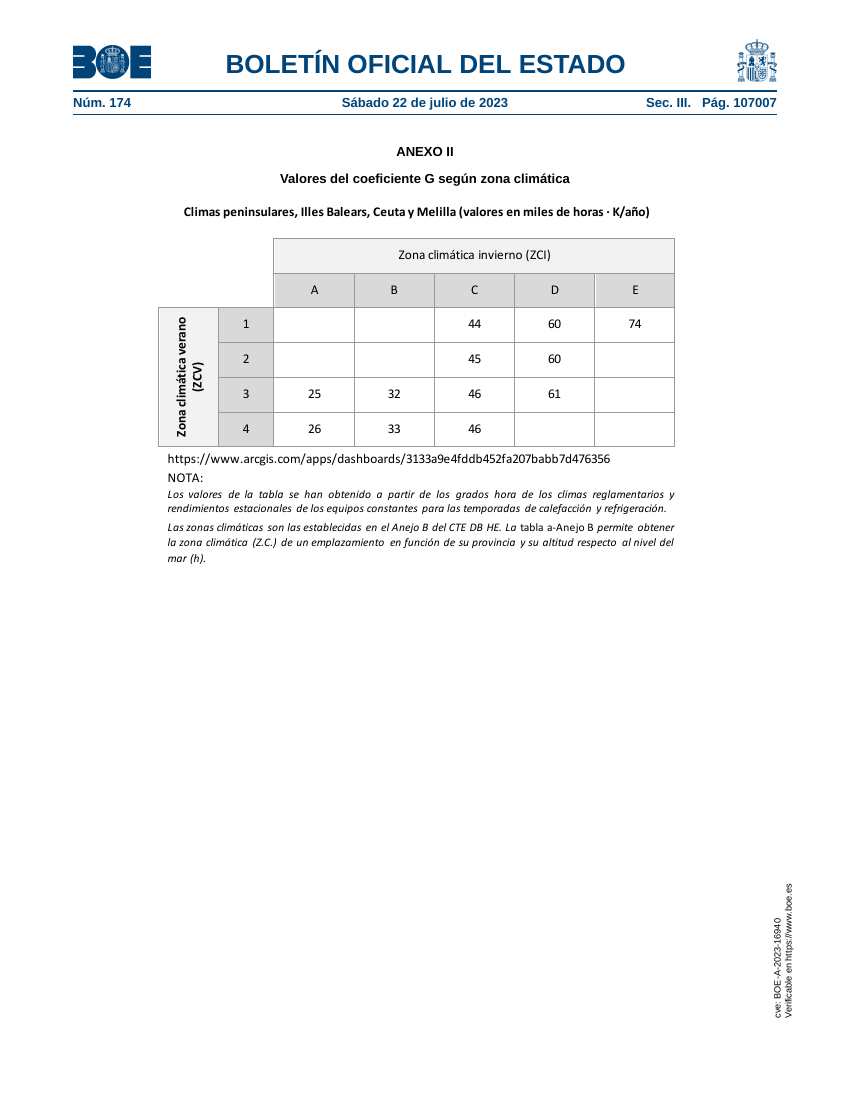 BOE
BOLETÍN OFICIAL DEL ESTADO
Núm. 174 Sábado 22 de julio de 2023 Sec. III. Pág. 107007
ANEXO II
Valores del coeficiente G según zona climática
Climas peninsulares, Illes Balears, Ceuta y Melilla (valores en miles de horas · K/año)
Zona climática invierno (ZCI)
A B C D E
Zona climática verano
(ZCV)
1 44 60 74
2 45 60
3 25 32 46 61
4 26 33 46
https://www.arcgis.com/apps/dashboards/3133a9e4fddb452fa207babb7d476356
NOTA:
Los valores de la tabla se han obtenido a partir de los grados hora de los climas reglamentarios y
rendimientos estacionales de los equipos constantes para las temporadas de calefacción y refrigeración.
Las zonas climáticas son las establecidas en el Anejo B del CTE DB HE. La tabla a-Anejo B permite obtener
la zona climática (Z.C.) de un emplazamiento en función de su provincia y su altitud respecto al nivel del
mar (h).
cve: BOE-A-2023-16940
Verificable en https://www.boe.es